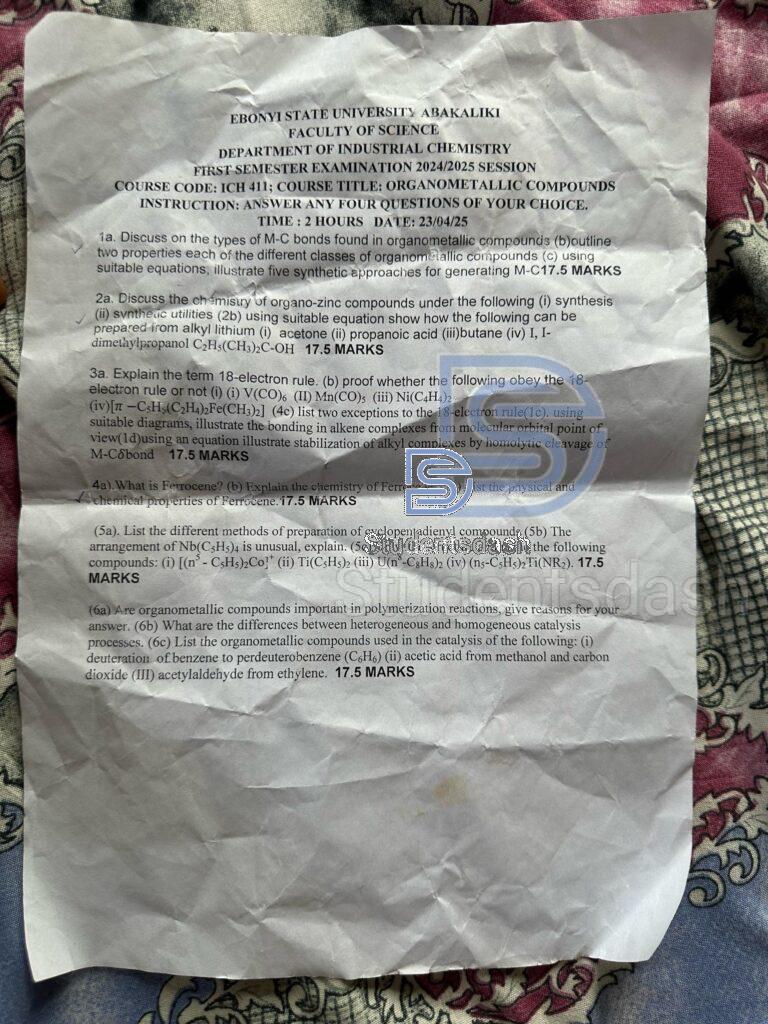 EBONYI STATE UNIVERSITY ABAKALIKI
FACULTY OF SCIENCE
DEPARTMENT OF INDUSTRIAL CHEMISTRY
FIRST SEMESTER EXAMINATION 2024/2025 SESSION
COURSE CODE: ICH 411; COURSE TITLE: ORGANOMETALLIC COMPOUNDS
INSTRUCTION: ANSWER ANY FOUR QUESTIONS OF YOUR CHOICE.
TIME : 2 HOURS DATE: 23/04/25
1a. Discuss on the types of M-C bonds found in organometallic compounds (b)outline
two properties each of the different classes of organometallic compounds (c) using
suitable equations, illustrate five synthetic approaches for generating M-C17.5 MARKS
2a. Discuss the chemistry of organo-zinc compounds under the following (i) synthesis
(ii) synthetic utilities (2b) using suitable equation show how the following can be
prepared from alkyl lithium (i) acetone (ii) propanoic acid (iii)butane (iv) I, I-
dimethylpropanol C₂H₅(CH₃)₂C-OH 17.5 MARKS
3a. Explain the term 18-electron rule. (b) proof whether the following obey the 18-
electron rule or not (i) (i) V(CO)₆ (II) Mn(CO)₅ (iii) Ni(C₄H₄)₂
(iv)[π −C₅H₅(C₂H₄)₂Fe(CH₃)₂] (4c) list two exceptions to the 18-electron rule(1c). using
suitable diagrams, illustrate the bonding in alkene complexes from molecular orbital point of
view(1d)using an equation illustrate stabilization of alkyl complexes by homolytic cleavage of
M-Cδbond 17.5 MARKS
4a). What is Ferrocene? (b) Explain the chemistry of list the physical and
chemical properties of Ferrocene.17.5 MARKS
(5a). List the different methods of preparation of cyclopentadienyl compounds (5b) The
arrangement of Nb(C₅H₅)₄ is unusual, explain. the following
compounds: (i) [(n⁵ - C₅H₅)₂Co]⁺ (ii) Ti(C₅H₅)₂ (iii) U(n⁸-C₈H₈)₂ (iv) (n₅-C₅H₅)₂Ti(NR₂). 17.5
MARKS
(6a) Are organometallic compounds important in polymerization reactions, give reasons for your
answer. (6b) What are the differences between heterogeneous and homogeneous catalysis
processes. (6c) List the organometallic compounds used in the catalysis of the following: (i)
deuteration of benzene to perdeuterobenzene (C₆H₆) (ii) acetic acid from methanol and carbon
dioxide (III) acetylaldehyde from ethylene. 17.5 MARKS
Studentsdash
Studentsdash